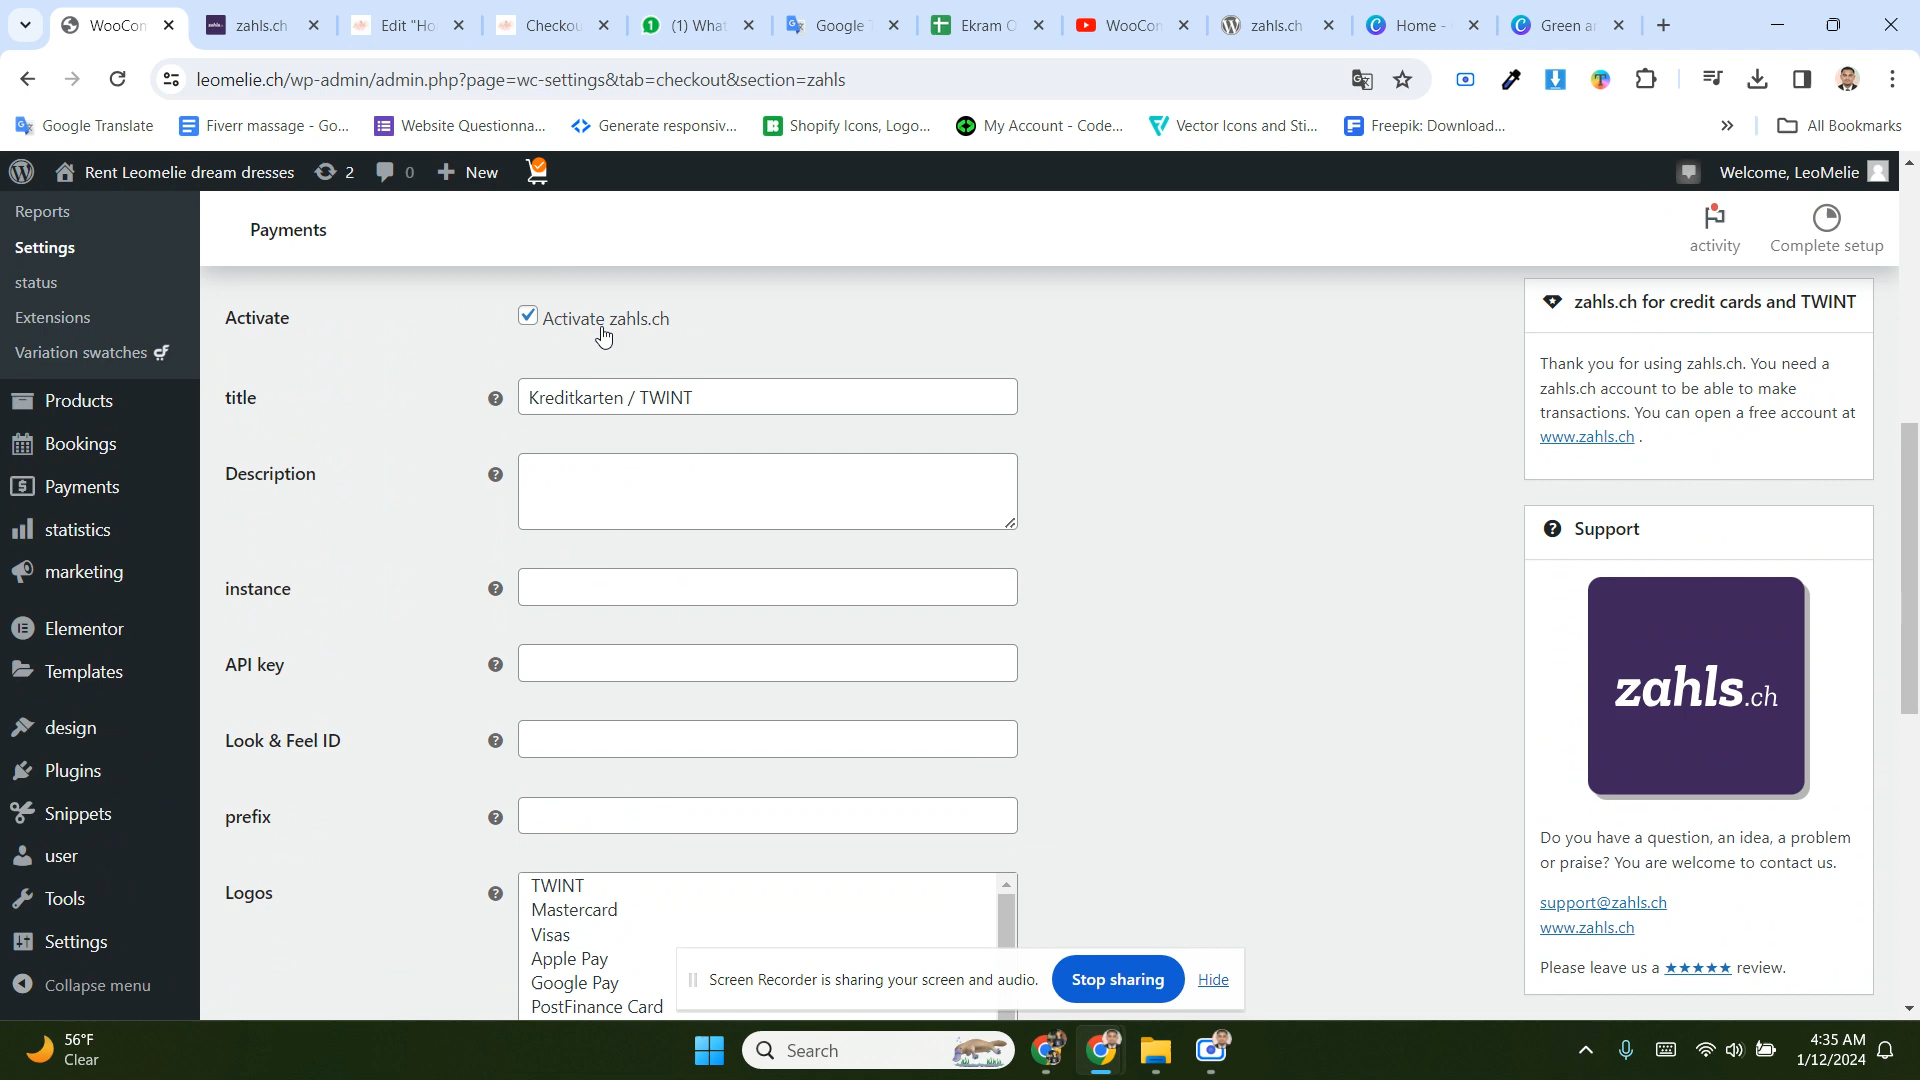 WooCon
zahls.ch
Edit "Ho
Checkou
(1) What
Google T
Ekram O
WooCon
zahls.ch
Home -
Green ar
leomelie.ch/wp-admin/admin.php?page=wc-settings&tab=checkout&section=zahls
Google Translate
Fiverr massage - Go...
Website Questionna...
Generate responsiv...
Shopify Icons, Logo...
My Account - Code...
Vector Icons and Sti...
Freepik: Download...
All Bookmarks
Rent Leomelie dream dresses
2
0
New
Welcome, LeoMelie
Reports
Settings
status
Extensions
Variation swatches
Products
Bookings
Payments
statistics
marketing
Elementor
Templates
design
Plugins
Snippets
user
Tools
Settings
Collapse menu
Payments
activity
Complete setup
Activate
Activate zahls.ch
title
Kreditkarten / TWINT
Description
instance
API key
Look & Feel ID
prefix
Logos
TWINT
Mastercard
Visas
Apple Pay
Google Pay
PostFinance Card
zahls.ch for credit cards and TWINT
Thank you for using zahls.ch. You need a
zahls.ch account to be able to make
transactions. You can open a free account at
www.zahls.ch .
Support
zahls.ch
Do you have a question, an idea, a problem
or praise? You are welcome to contact us.
support@zahls.ch
www.zahls.ch
Please leave us a ★★★★★ review.
Screen Recorder is sharing your screen and audio.
Stop sharing
Hide
56°F
Clear
Search
4:35 AM
1/12/2024